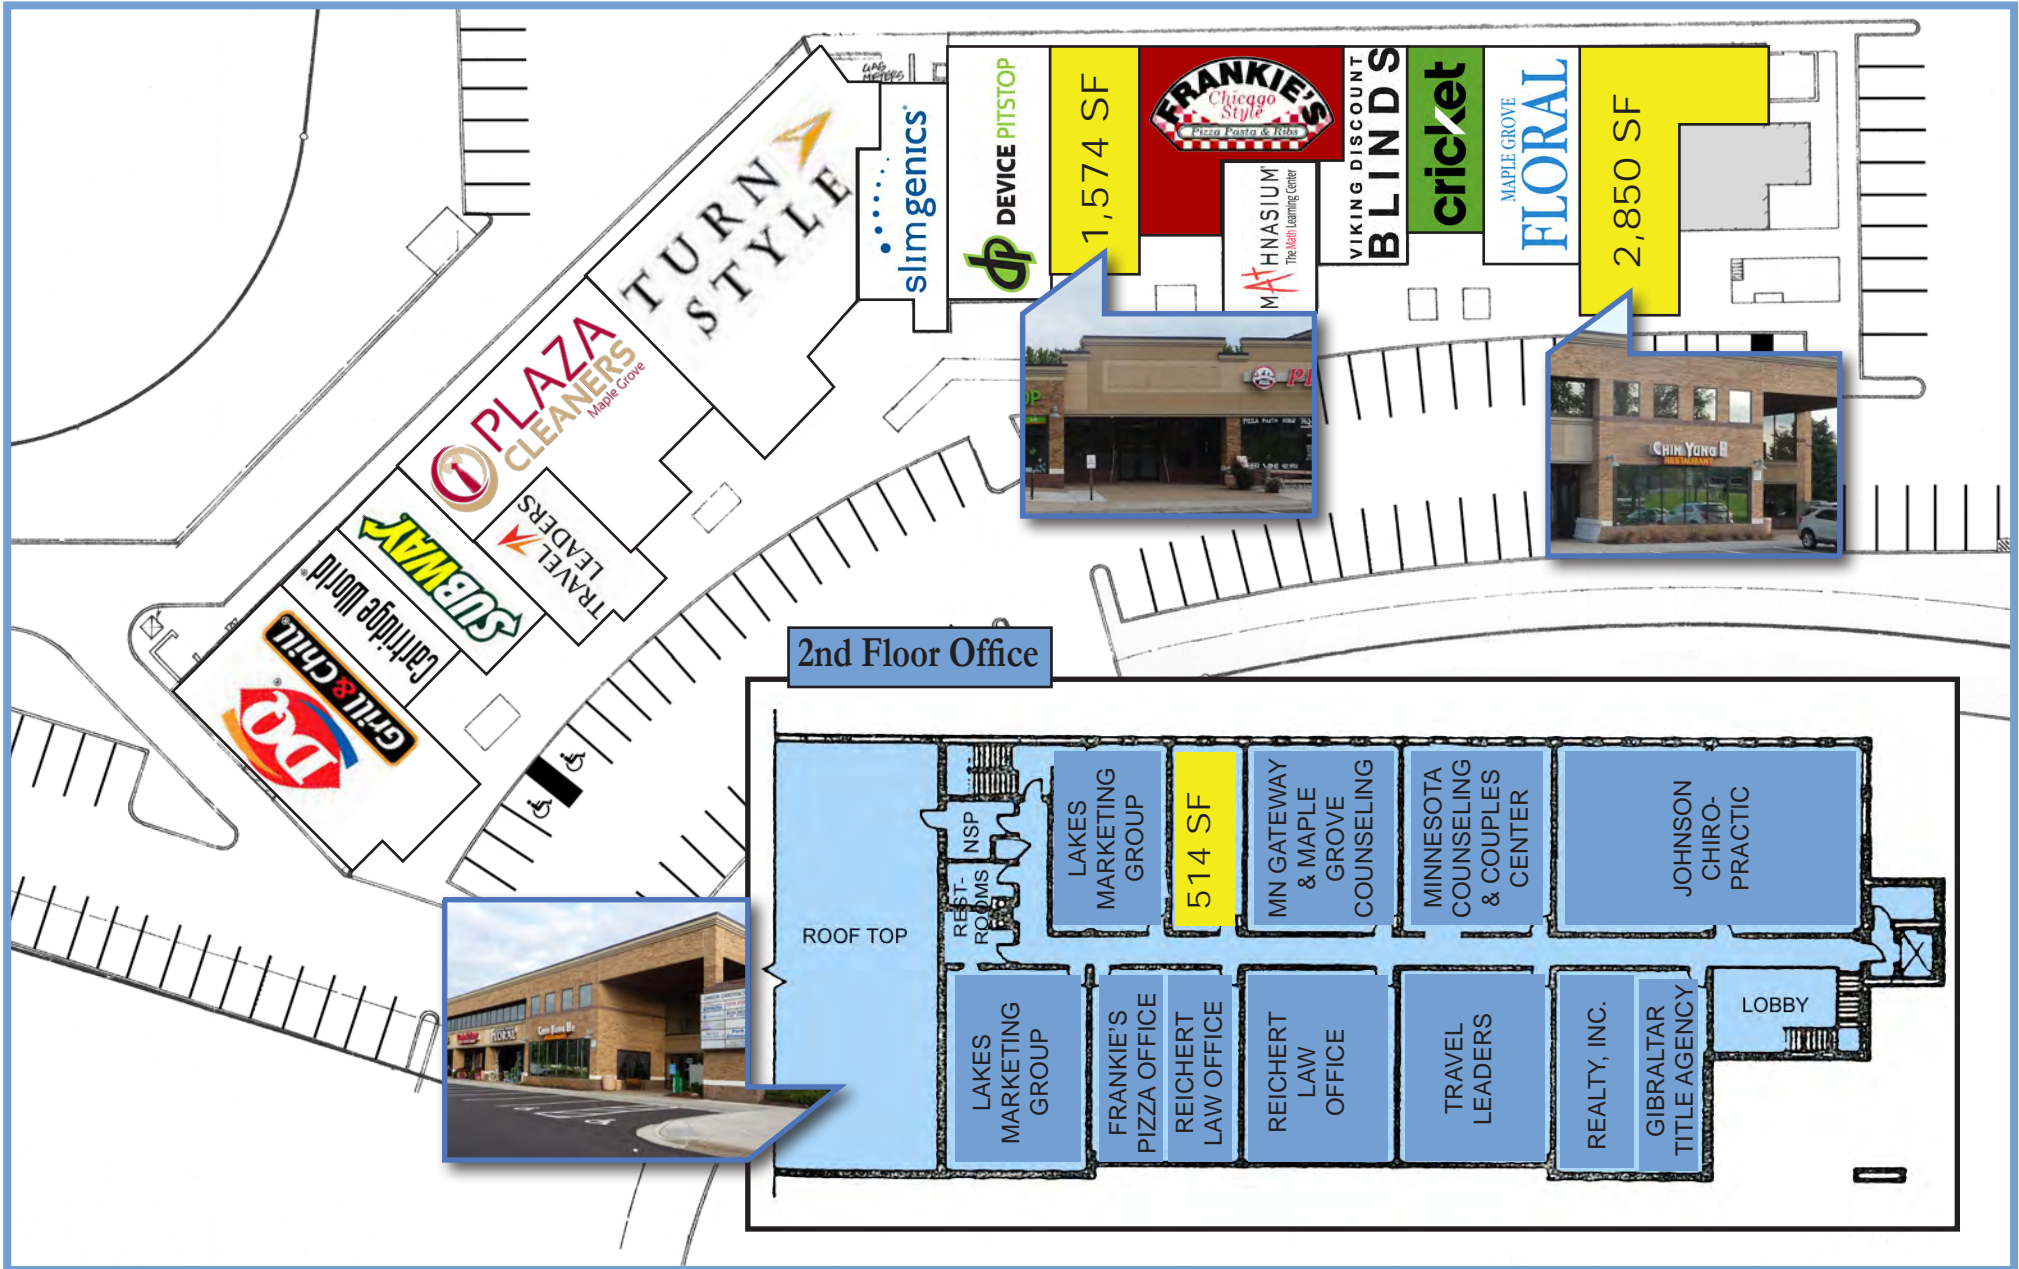 GAS
METERS
TURN
STYLE
slimgenics
DEVICE PITSTOP
dp
1,574 SF
FRANKIE'S
Chicago
Style
Pizza Pasta & Ribs
MATHNASIUM
The Math Learning Center
VIKING DISCOUNT
BLINDS
cricket
MAPLE GROVE
FLORAL
2,850 SF
PLAZA
CLEANERS
Maple Grove
TRAVEL
LEADERS
SUBWAY
Cartridge World
DQ
Grill & Chill
CHIN YUNG
RESTAURANT
2nd Floor Office
ROOF TOP
NSP
REST-
ROOMS
LAKES
MARKETING
GROUP
514 SF
MN GATEWAY
& MAPLE
GROVE
COUNSELING
MINNESOTA
COUNSELING
& COUPLES
CENTER
JOHNSON
CHIRO-
PRACTIC
LAKES
MARKETING
GROUP
FRANKIE'S
PIZZA OFFICE
REICHERT
LAW OFFICE
REICHERT
LAW
OFFICE
TRAVEL
LEADERS
REALTY, INC.
GIBRALTAR
TITLE AGENCY
LOBBY
FLORAL